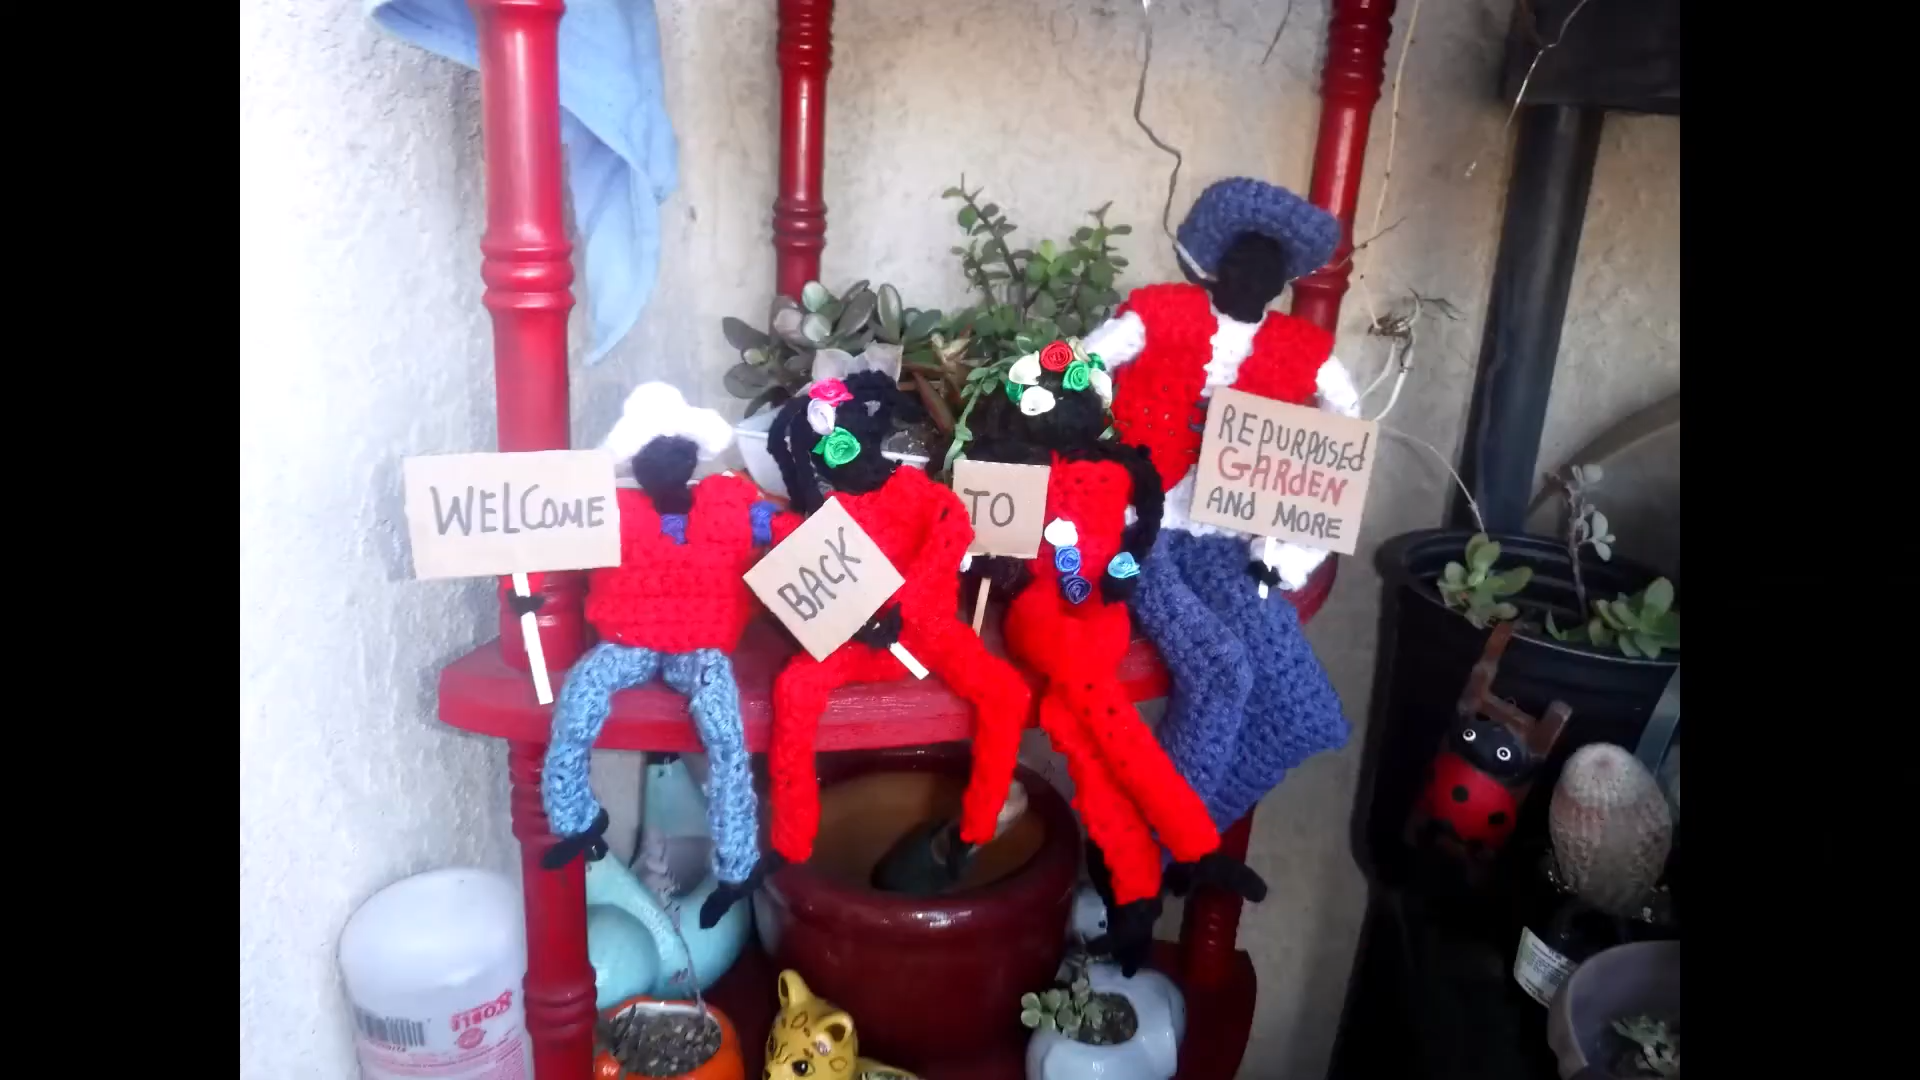 WELCOME
BACK
TO
REPURPOSEd
GARdEN
ANd MORE